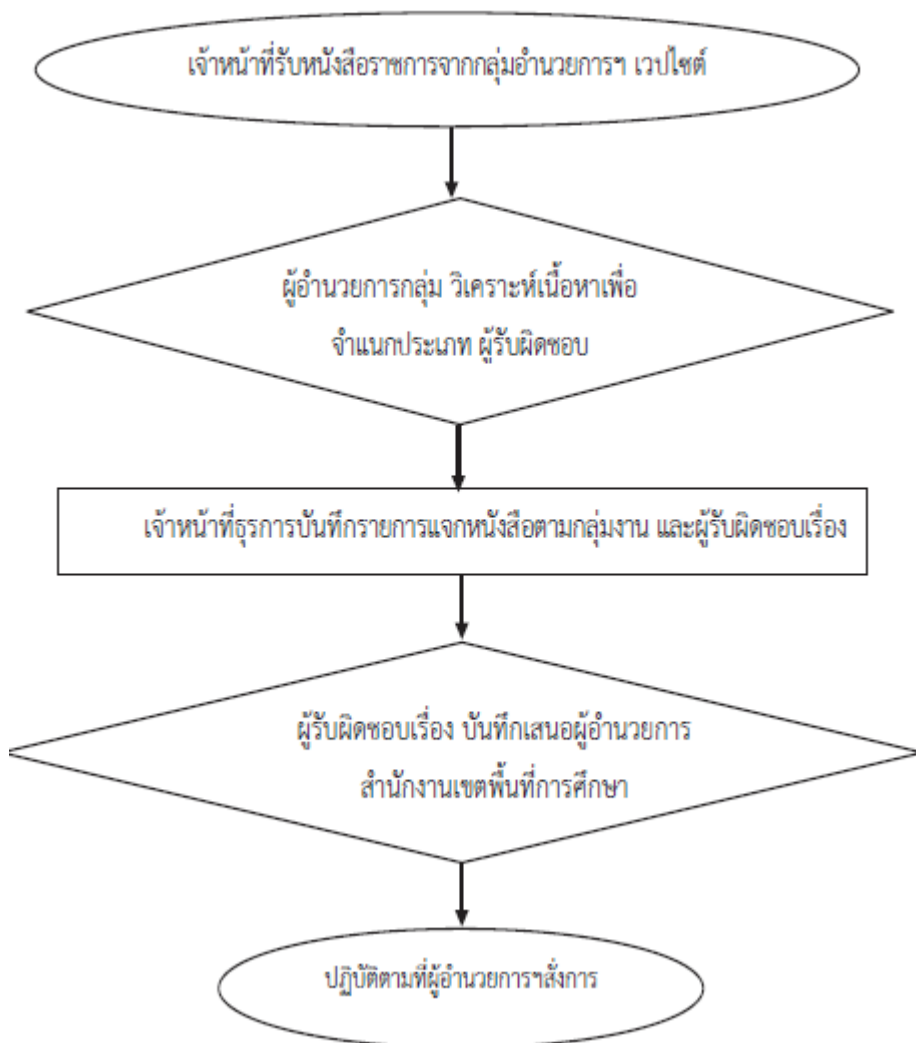 เจ้าหน้าที่รับหนังสือราชการจากกลุ่มอำนวยการฯ เวปไซต์
ผู้อำนวยการกลุ่ม วิเคราะห์เนื้อหาเพื่อ
จำแนกประเภท ผู้รับผิดชอบ
เจ้าหน้าที่ธุรการบันทึกรายการแจกหนังสือตามกลุ่มงาน และผู้รับผิดชอบเรื่อง
ผู้รับผิดชอบเรื่อง บันทึกเสนอผู้อำนวยการ
สำนักงานเขตพื้นที่การศึกษา
ปฏิบัติตามที่ผู้อำนวยการฯสั่งการ